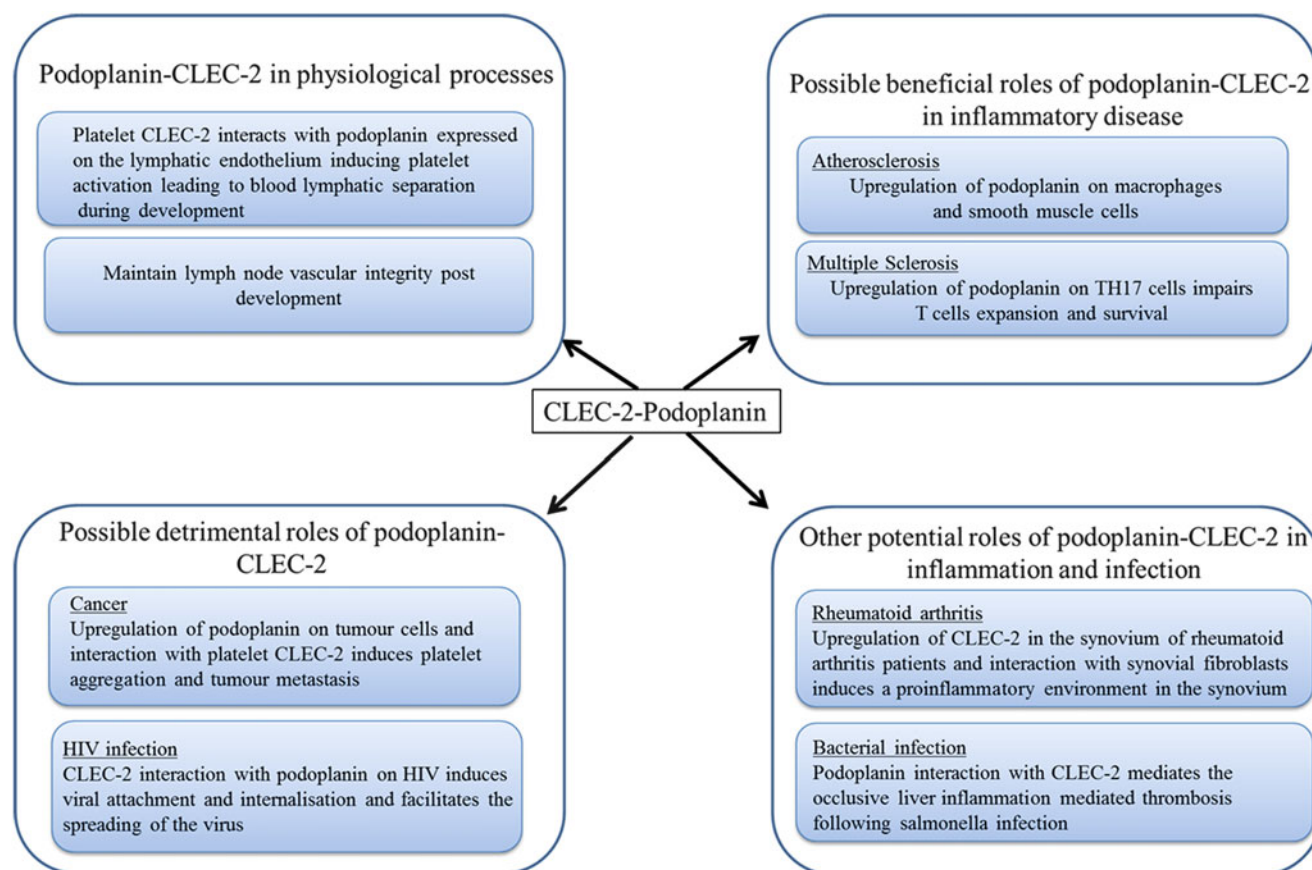 Podoplanin-CLEC-2 in physiological processes
Platelet CLEC-2 interacts with podoplanin expressed
on the lymphatic endothelium inducing platelet
activation leading to blood lymphatic separation
during development
Maintain lymph node vascular integrity post
development
Possible beneficial roles of podoplanin-CLEC-2
in inflammatory disease
Atherosclerosis
Upregulation of podoplanin on macrophages
and smooth muscle cells
Multiple Sclerosis
Upregulation of podoplanin on TH17 cells impairs
T cells expansion and survival
CLEC-2-Podoplanin
Possible detrimental roles of podoplanin-
CLEC-2
Cancer
Upregulation of podoplanin on tumour cells and
interaction with platelet CLEC-2 induces platelet
aggregation and tumour metastasis
HIV infection
CLEC-2 interaction with podoplanin on HIV induces
viral attachment and internalisation and facilitates the
spreading of the virus
Other potential roles of podoplanin-CLEC-2 in
inflammation and infection
Rheumatoid arthritis
Upregulation of CLEC-2 in the synovium of rheumatoid
arthritis patients and interaction with synovial fibroblasts
induces a proinflammatory environment in the synovium
Bacterial infection
Podoplanin interaction with CLEC-2 mediates the
occlusive liver inflammation mediated thrombosis
following salmonella infection